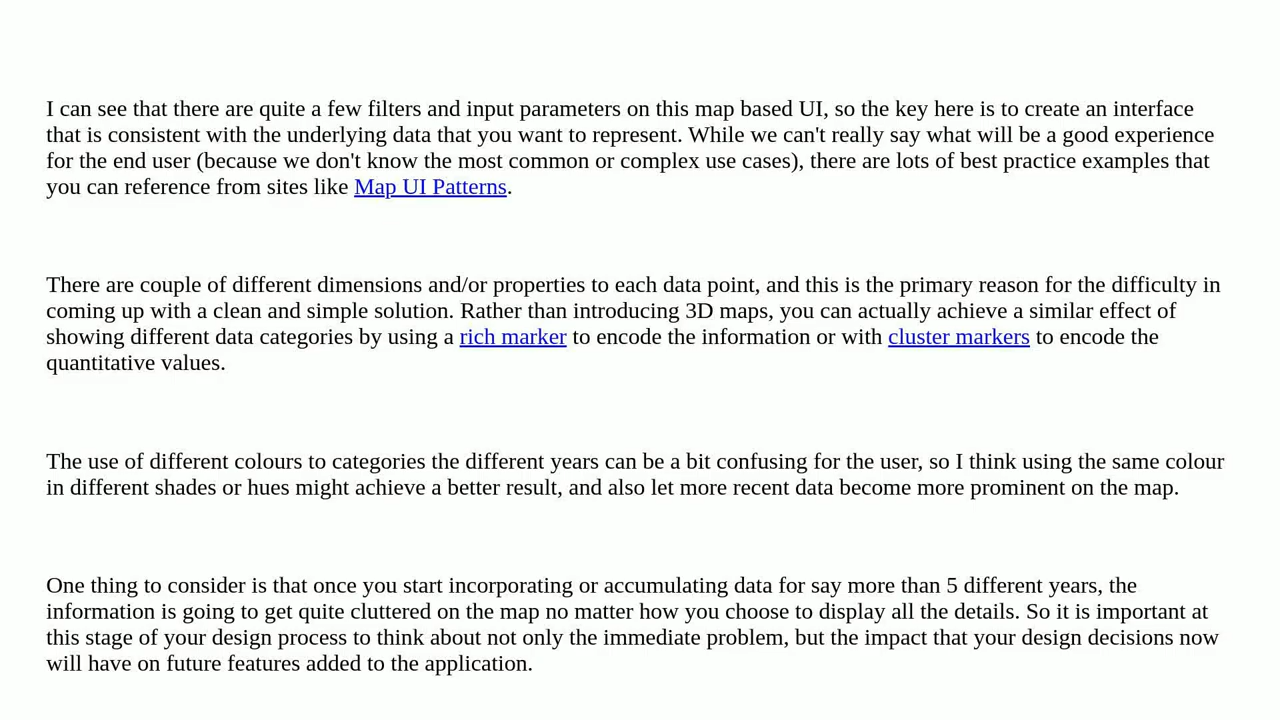 I can see that there are quite a few filters and input parameters on this map based UI, so the key here is to create an interface
that is consistent with the underlying data that you want to represent. While we can't really say what will be a good experience
for the end user (because we don't know the most common or complex use cases), there are lots of best practice examples that
you can reference from sites like Map UI Patterns.
There are couple of different dimensions and/or properties to each data point, and this is the primary reason for the difficulty in
coming up with a clean and simple solution. Rather than introducing 3D maps, you can actually achieve a similar effect of
showing different data categories by using a rich marker to encode the information or with cluster markers to encode the
quantitative values.
The use of different colours to categories the different years can be a bit confusing for the user, so I think using the same colour
in different shades or hues might achieve a better result, and also let more recent data become more prominent on the map.
One thing to consider is that once you start incorporating or accumulating data for say more than 5 different years, the
information is going to get quite cluttered on the map no matter how you choose to display all the details. So it is important at
this stage of your design process to think about not only the immediate problem, but the impact that your design decisions now
will have on future features added to the application.